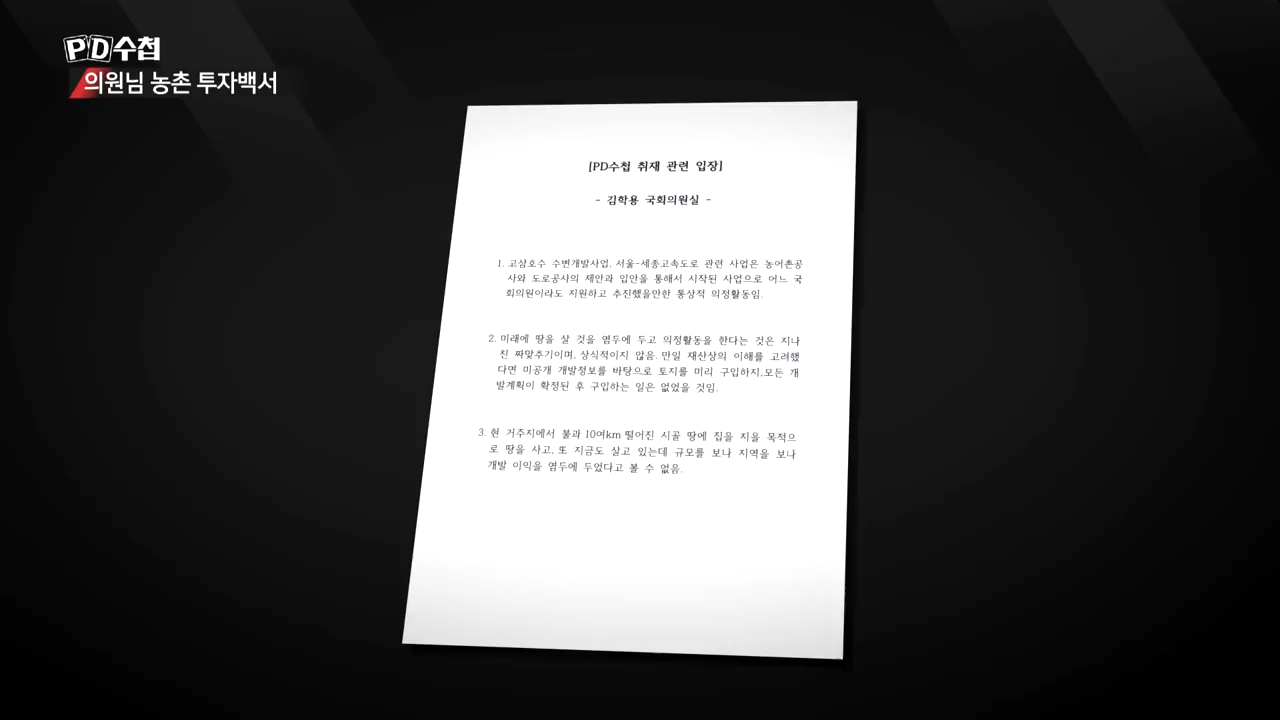 PD수첩
의원님 농촌 투자백서
[PD수첩 취재 관련 입장]
- 김학용 국회의원실 -
1. 고삼호수 수변개발사업, 서울-세종고속도로 관련 사업은 농어촌공
사와 도로공사의 제안과 입안을 통해서 시작된 사업으로 어느 국
회의원이라도 지원하고 추진했을만한 통상적 의정활동임.
2. 미래에 땅을 살 것을 염두에 두고 의정활동을 한다는 것은 지나
친 짜맞추기이며, 상식적이지 않음. 만일 재산상의 이해를 고려했
다면 미공개 개발정보를 바탕으로 토지를 미리 구입하지, 모든 개
발계획이 확정된 후 구입하는 일은 없었을 것임.
3. 현 거주지에서 불과 10여km 떨어진 시골 땅에 집을 지을 목적으
로 땅을 사고, 또 지금도 살고 있는데 규모를 보나 지역을 보나
개발 이익을 염두에 두었다고 볼 수 없음.